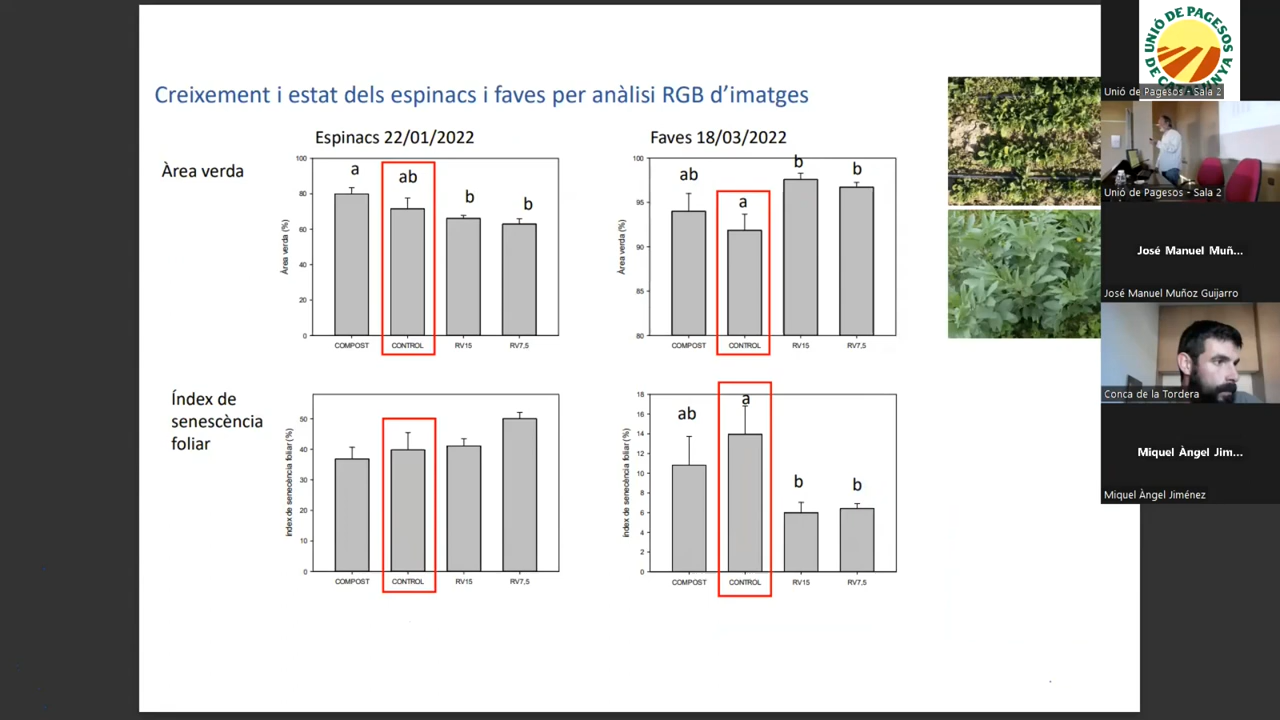 Creixement i estat dels espinacs i faves per anàlisi RGB d'imatges
Espinacs 22/01/2022
Faves 18/03/2022
Àrea verda
Àrea verda (%)
100
80
60
40
20
0
a
ab
b
b
COMPOST
CONTROL
RV15
RV7,5
Àrea verda (%)
100
95
90
85
80
ab
a
b
b
COMPOST
CONTROL
RV15
RV7,5
Índex de
senescència
foliar
Índex de senecència foliar (%)
50
40
30
20
10
0
COMPOST
CONTROL
RV15
RV7,5
Índex de senecència foliar (%)
18
16
14
12
10
8
6
4
2
0
ab
a
b
b
COMPOST
CONTROL
RV15
RV7,5
UNIÓ DE PAGESOS
DE CATALUNYA
Unió de Pagesos - Sala 2
Unió de Pagesos - Sala 2
José Manuel Muñ...
José Manuel Muñoz Guijarro
Conca de la Tordera
Miquel Àngel Jim...
Miquel Àngel Jiménez